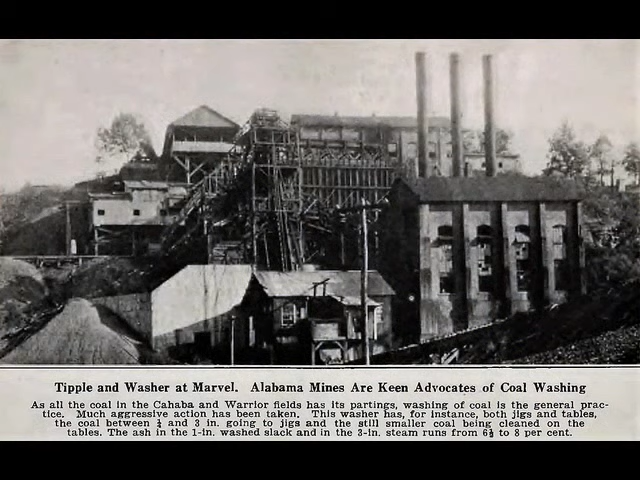 Tipple and Washer at Marvel. Alabama Mines Are Keen Advocates of Coal Washing
As all the coal in the Cahaba and Warrior fields has its partings, washing of coal is the general prac-
tice. Much aggressive action has been taken. This washer has, for instance, both jigs and tables,
the coal between ¼ and 3 in. going to jigs and the still smaller coal being cleaned on the
tables. The ash in the 1-in. washed slack and in the 3-in. steam runs from 6½ to 8 per cent.